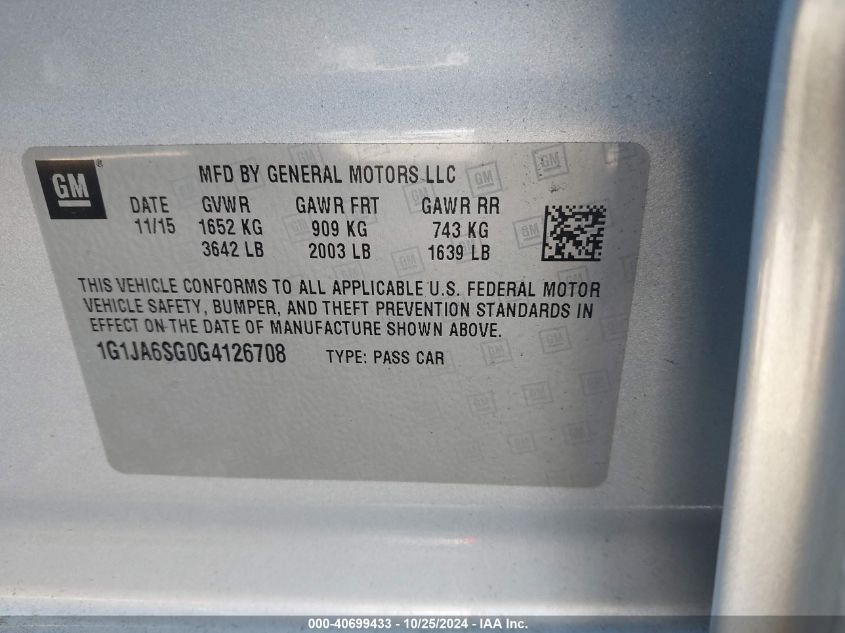 GM ®
MFD BY GENERAL MOTORS LLC
DATE GVWR GAWR FRT GAWR RR
11/15 1652 KG 909 KG 743 KG
3642 LB 2003 LB 1639 LB
THIS VEHICLE CONFORMS TO ALL APPLICABLE U.S. FEDERAL MOTOR
VEHICLE SAFETY, BUMPER, AND THEFT PREVENTION STANDARDS IN
EFFECT ON THE DATE OF MANUFACTURE SHOWN ABOVE.
1G1JA6SG0G4126708 TYPE: PASS CAR
000-40699433 - 10/25/2024 - IAA Inc.